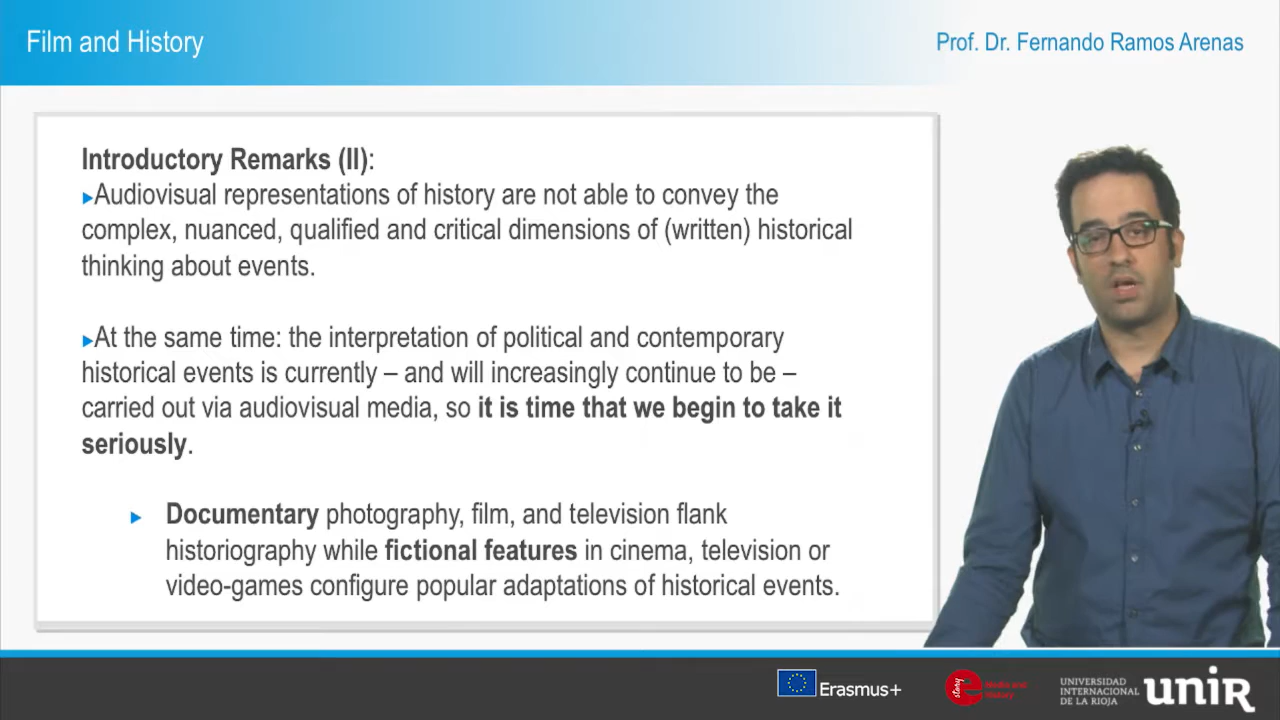 Film and History
Prof. Dr. Fernando Ramos Arenas
Introductory Remarks (II):
▸Audiovisual representations of history are not able to convey the
complex, nuanced, qualified and critical dimensions of (written) historical
thinking about events.
▸At the same time: the interpretation of political and contemporary
historical events is currently – and will increasingly continue to be –
carried out via audiovisual media, so it is time that we begin to take it
seriously.
▸ Documentary photography, film, and television flank
historiography while fictional features in cinema, television or
video-games configure popular adaptations of historical events.
Erasmus+
e story
Media and
History
UNIVERSIDAD
INTERNACIONAL
DE LA RIOJA
unir